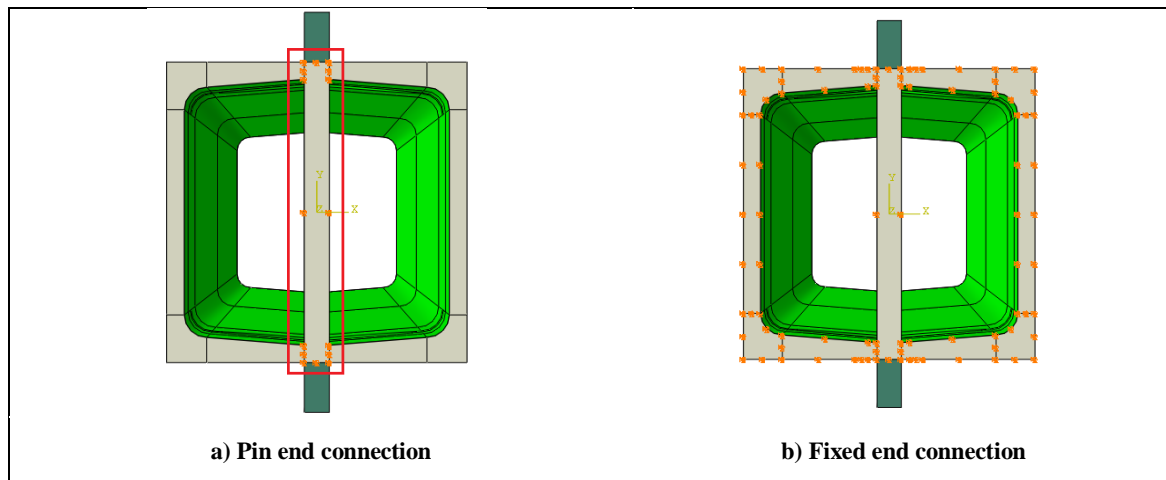 Y
Z
X
Y
Z
X
a) Pin end connection
b) Fixed end connection